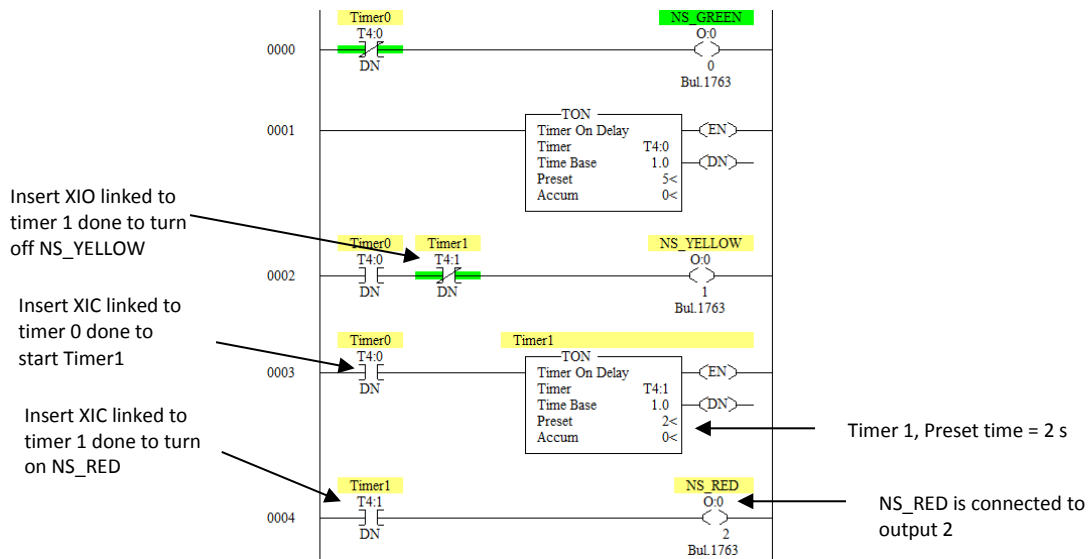 Timer0
T4:0
DN
NS_GREEN
O:0
0
Bul.1763
0000
0001
TON
Timer On Delay
Timer T4:0
Time Base 1.0
Preset 5<
Accum 0<
EN
DN
Insert XIO linked to
timer 1 done to turn
off NS_YELLOW
Timer0
T4:0
DN
Timer1
T4:1
DN
NS_YELLOW
O:0
1
Bul.1763
0002
Insert XIC linked to
timer 0 done to
start Timer1
Timer0
T4:0
DN
Timer1
0003
TON
Timer On Delay
Timer T4:1
Time Base 1.0
Preset 2<
Accum 0<
EN
DN
Timer 1, Preset time = 2 s
Insert XIC linked to
timer 1 done to turn
on NS_RED
Timer1
T4:1
DN
NS_RED
O:0
2
Bul.1763
0004
NS_RED is connected to
output 2